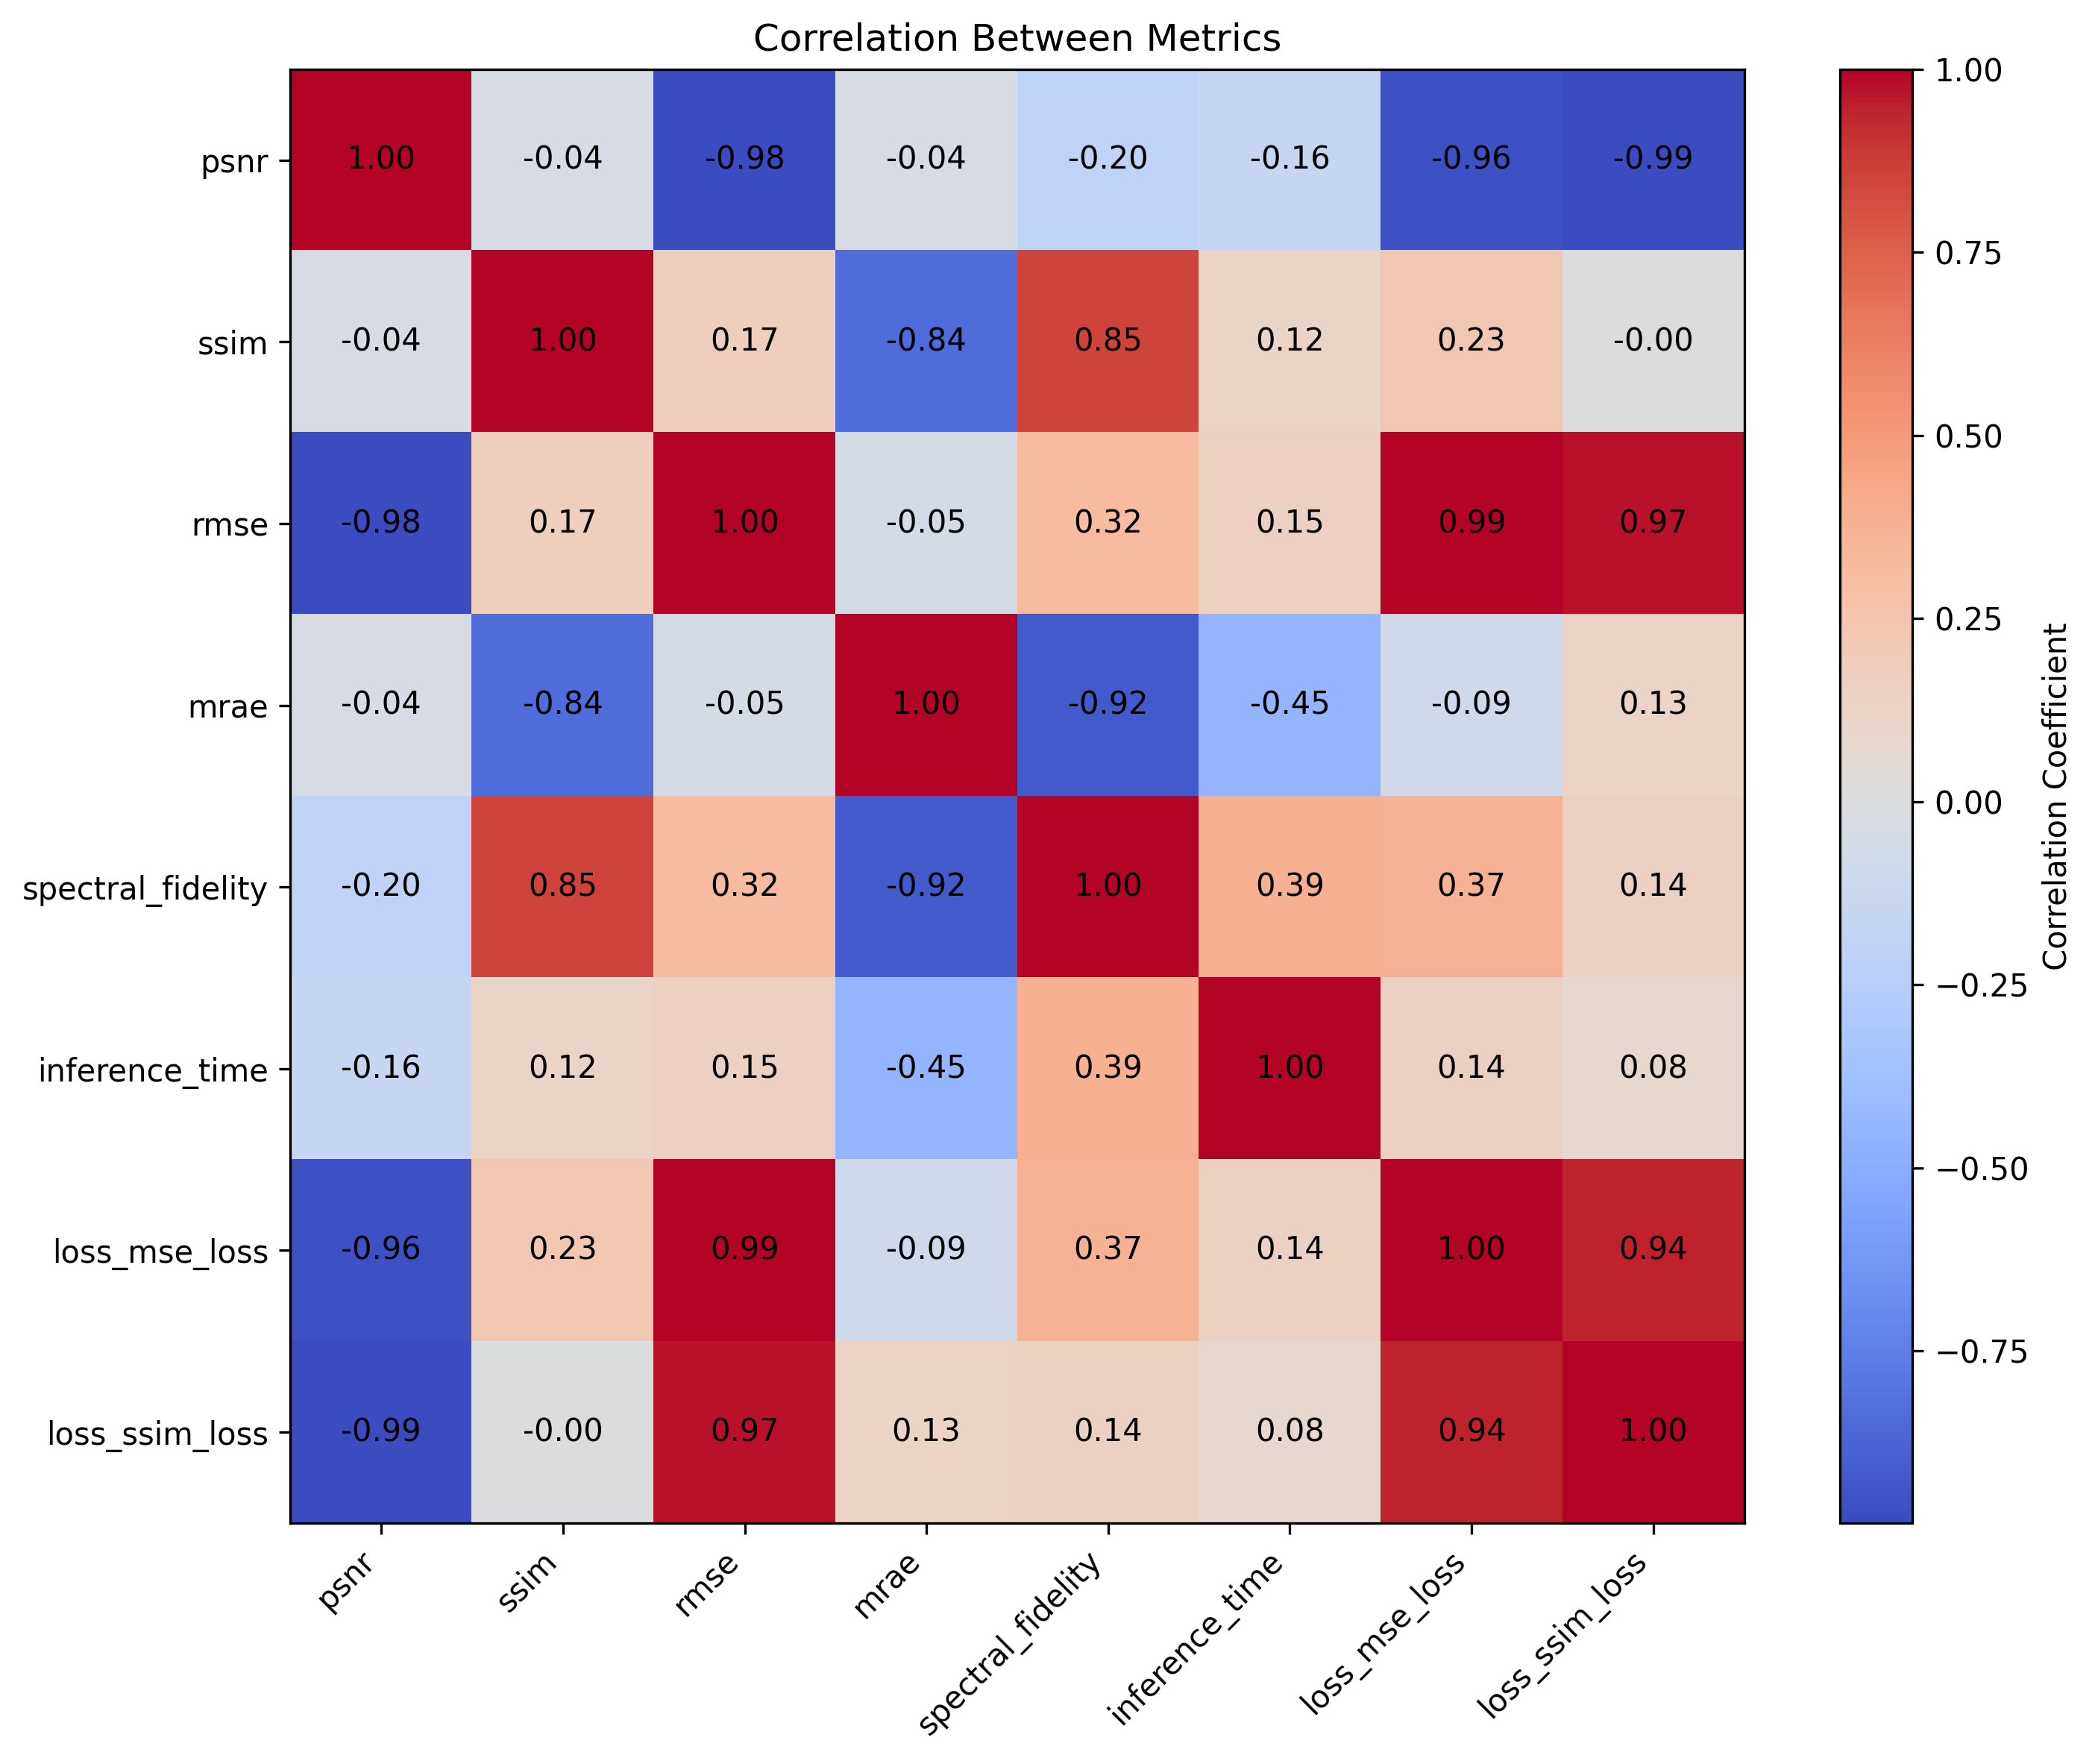 Correlation Between Metrics
psnr 1.00 -0.04 -0.98 -0.04 -0.20 -0.16 -0.96 -0.99
ssim -0.04 1.00 0.17 -0.84 0.85 0.12 0.23 -0.00
rmse -0.98 0.17 1.00 -0.05 0.32 0.15 0.99 0.97
mrae -0.04 -0.84 -0.05 1.00 -0.92 -0.45 -0.09 0.13
spectral_fidelity -0.20 0.85 0.32 -0.92 1.00 0.39 0.37 0.14
inference_time -0.16 0.12 0.15 -0.45 0.39 1.00 0.14 0.08
loss_mse_loss -0.96 0.23 0.99 -0.09 0.37 0.14 1.00 0.94
loss_ssim_loss -0.99 -0.00 0.97 0.13 0.14 0.08 0.94 1.00
psnr
ssim
rmse
mrae
spectral_fidelity
inference_time
loss_mse_loss
loss_ssim_loss
1.00
0.75
0.50
0.25
0.00
−0.25
−0.50
−0.75
Correlation Coefficient